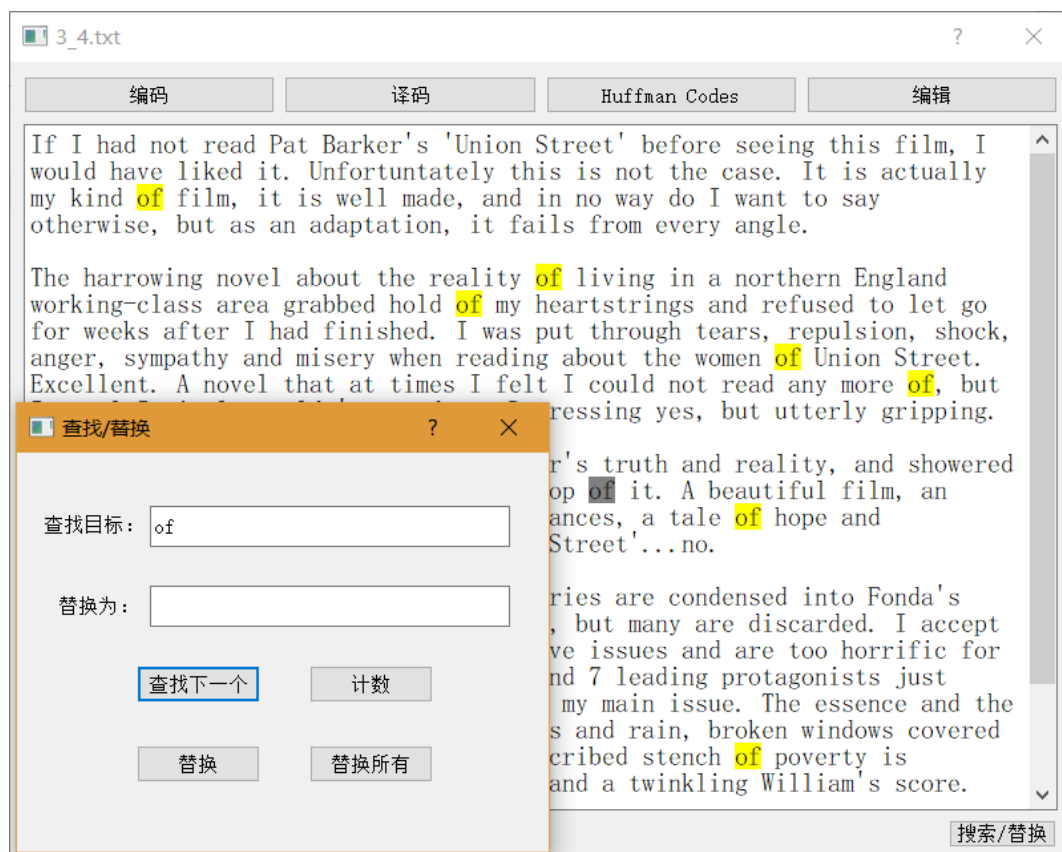 3_4.txt
编码
译码
Huffman Codes
编辑
If I had not read Pat Barker's 'Union Street' before seeing this film, I
would have liked it. Unfortuntately this is not the case. It is actually
my kind of film, it is well made, and in no way do I want to say
otherwise, but as an adaptation, it fails from every angle.
The harrowing novel about the reality of living in a northern England
working-class area grabbed hold of my heartstrings and refused to let go
for weeks after I had finished. I was put through tears, repulsion, shock,
anger, sympathy and misery when reading about the women of Union Street.
Excellent. A novel that at times I felt I could not read any more of, but
ressing yes, but utterly gripping.
r's truth and reality, and showered
op of it. A beautiful film, an
ances, a tale of hope and
Street'...no.
ries are condensed into Fonda's
, but many are discarded. I accept
ve issues and are too horrific for
nd 7 leading protagonists just
my main issue. The essence and the
s and rain, broken windows covered
cribed stench of poverty is
and a twinkling William's score.
查找/替换
查找目标：
of
替换为：
查找下一个
计数
替换
替换所有
搜索/替换